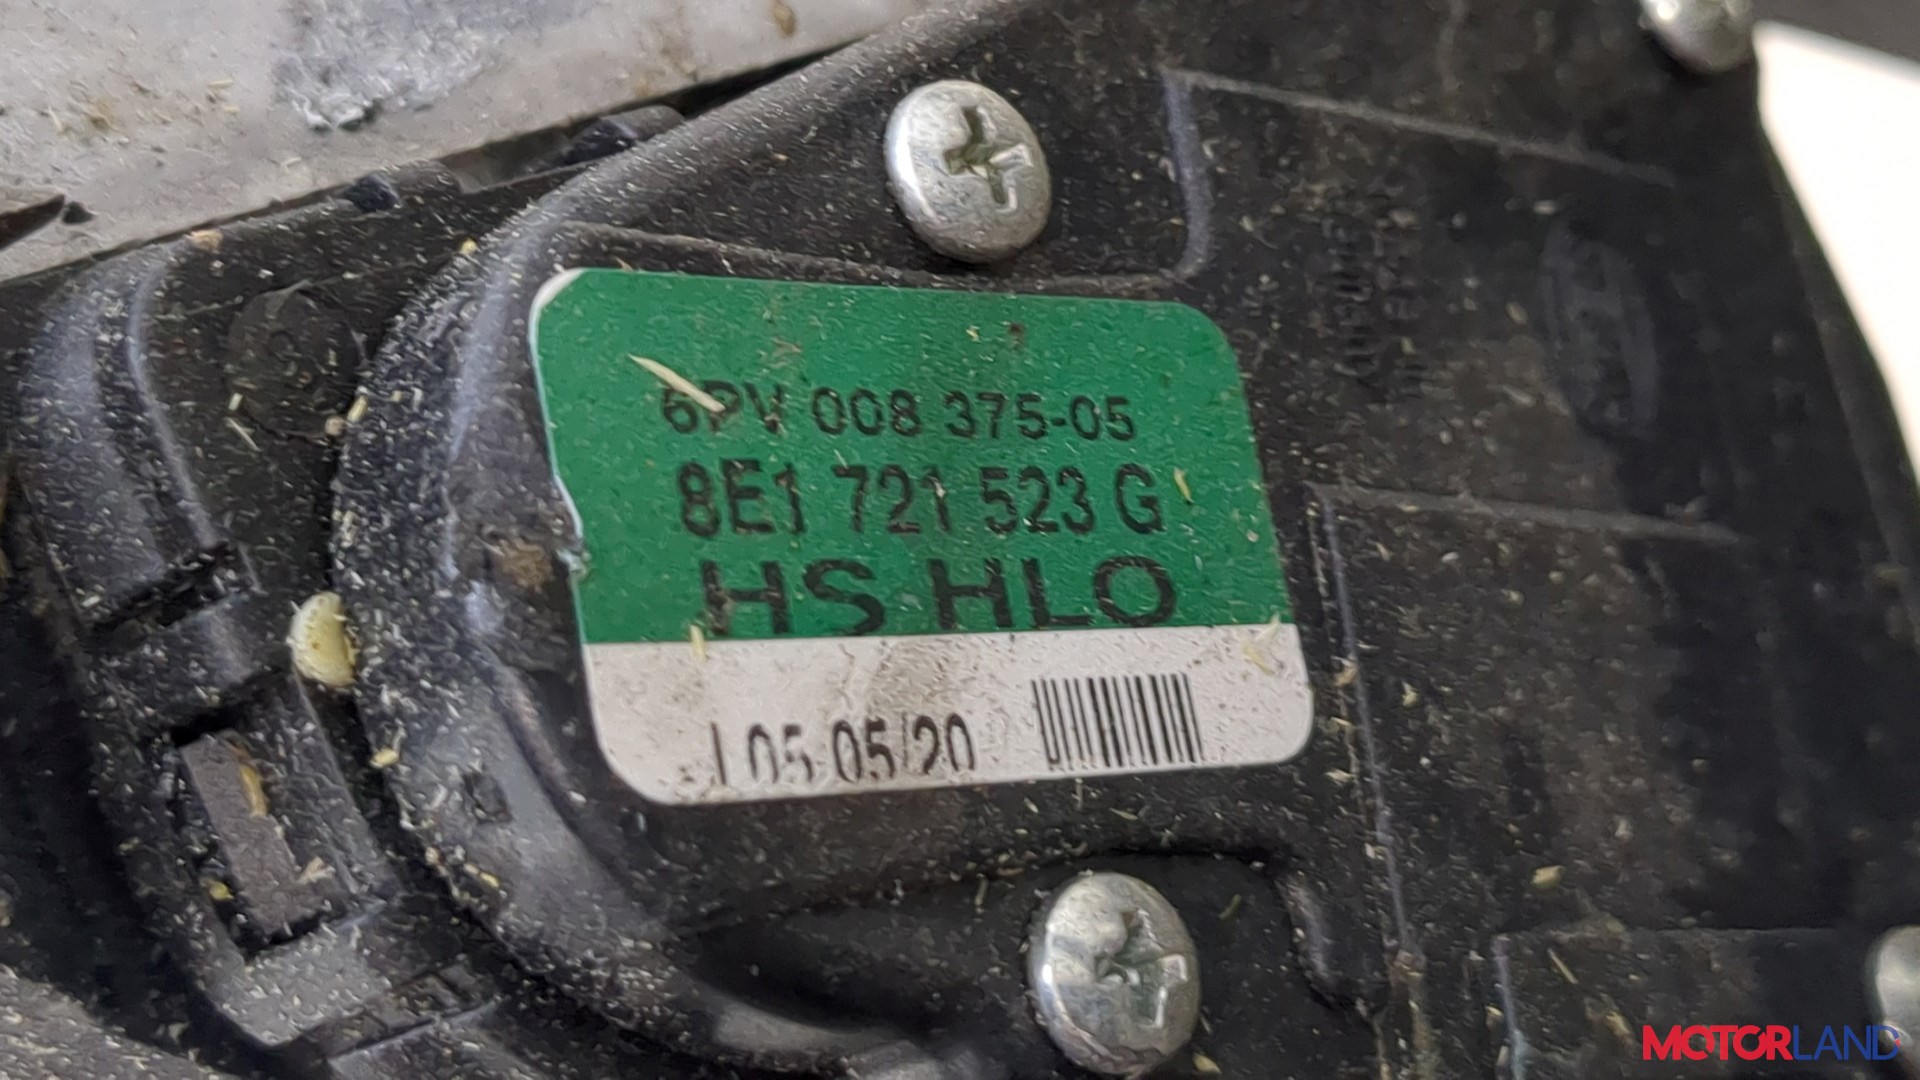 6PV 008 375-05
8E1 721 523 G
HS HLO
L05 05/20
MOTORLAND